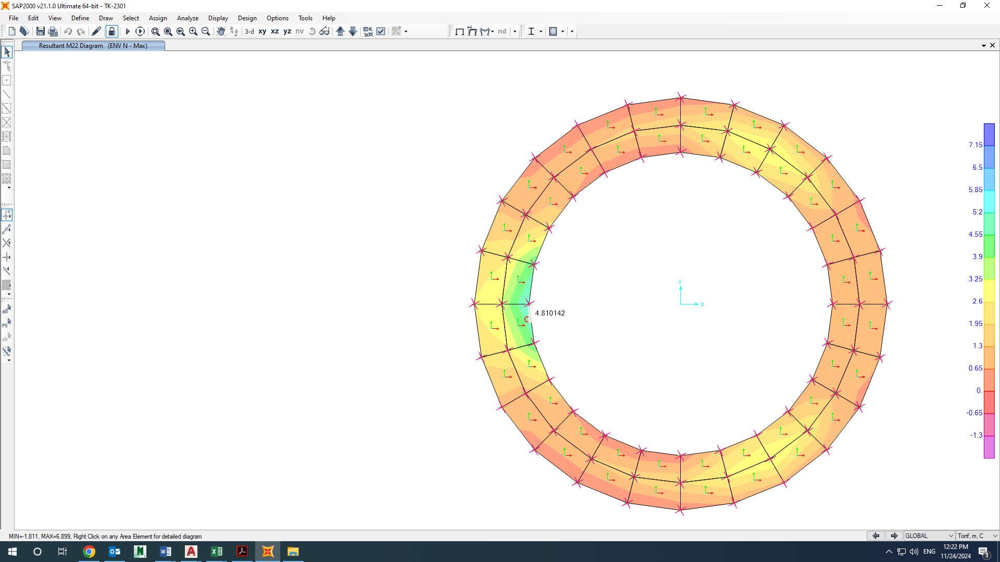 SAP2000 v21.1.0 Ultimate 64-bit - TK-2301
File Edit View Define Draw Select Assign Analyze Display Design Options Tools Help
3-d xy xz yz nv nd
Resultant M22 Diagram (ENV N - Max)
7.15
6.5
5.85
5.2
4.55
3.9
3.25
2.6
1.95
1.3
0.65
0.
-0.65
-1.3
Y
X
4.810142
C
all
PS
clr
MIN=-1.811, MAX=6.899, Right Click on any Area Element for detailed diagram
GLOBAL
Tonf, m, C
ENG
12:22 PM
11/24/2024
3